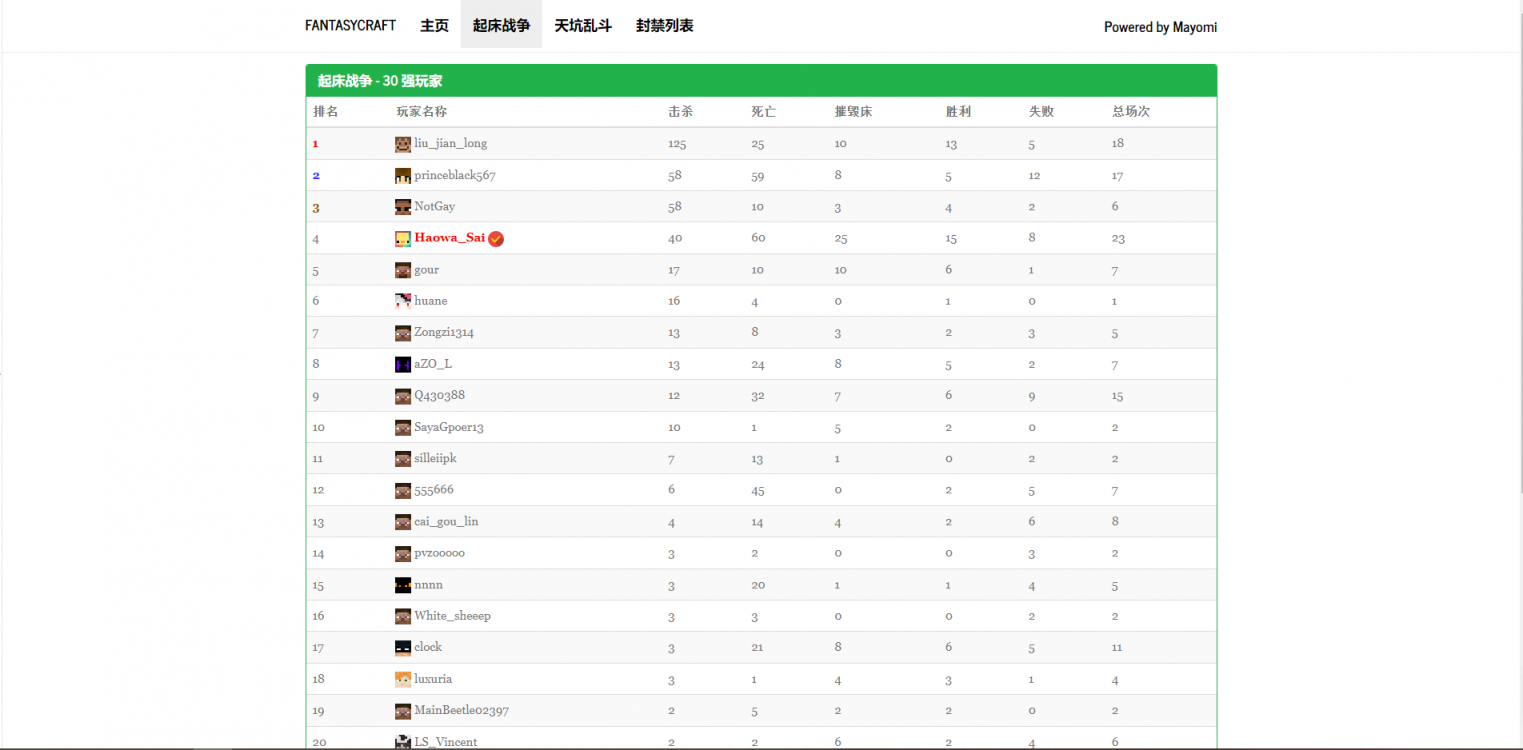 FANTASYCRAFT 主页 起床战争 天坑乱斗 封禁列表 Powered by Mayomi
起床战争 - 30 强玩家
排名 玩家名称 击杀 死亡 摧毁床 胜利 失败 总场次
1 liu_jian_long 125 25 10 13 5 18
2 princeblack567 58 59 8 5 12 17
3 NotGay 58 10 3 4 2 6
4 Haowa_Sai 40 60 25 15 8 23
5 gour 17 10 10 6 1 7
6 huane 16 4 0 1 0 1
7 Zongzi1314 13 8 3 2 3 5
8 aZO_L 13 24 8 5 2 7
9 Q430388 12 32 7 6 9 15
10 SayaGpoer13 10 1 5 2 0 2
11 silleiipk 7 13 1 0 2 2
12 555666 6 45 0 2 5 7
13 cai_gou_lin 4 14 4 2 6 8
14 pvzooooo 3 2 0 0 3 2
15 nnnn 3 20 1 1 4 5
16 White_sheeep 3 3 0 0 2 2
17 clock 3 21 8 6 5 11
18 luxuria 3 1 4 3 1 4
19 MainBeetle02397 2 5 2 2 0 2
20 LS_Vincent 2 2 6 2 4 6